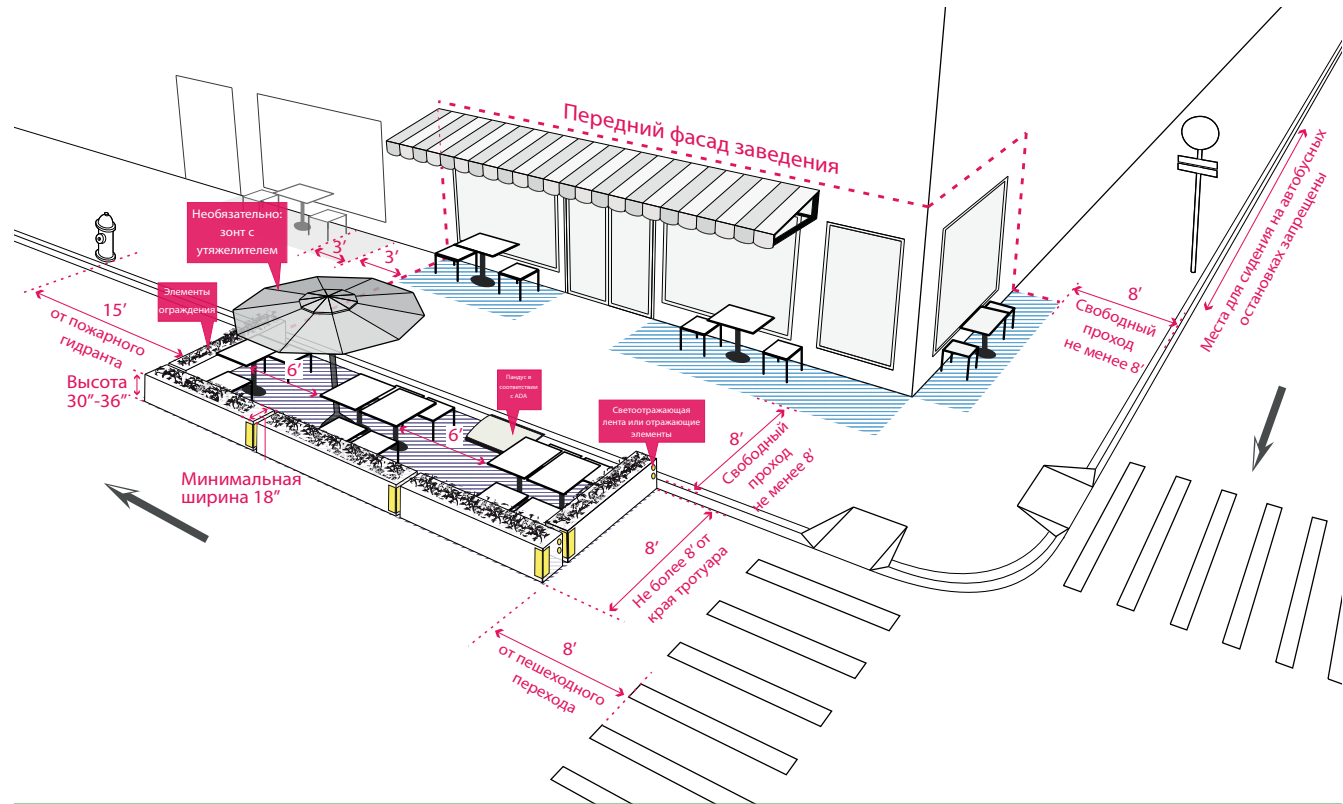 Передний фасад заведения
Необязательно:
зонт с
утяжелителем
3’
3’
Элементы
ограждения
15’
от пожарного
гидранта
Высота
30”-36”
6’
6’
Пандус в
соответствии
с ADA
Светоотражающая
лента или отражающие
элементы
Минимальная
ширина 18”
8’
Свободный
проход
не менее 8’
8’
Свободный
проход
не менее 8’
Места для сидения на автобусных
остановках запрещены
8’
Не более 8’ от
края тротуара
8’
от пешеходного
перехода